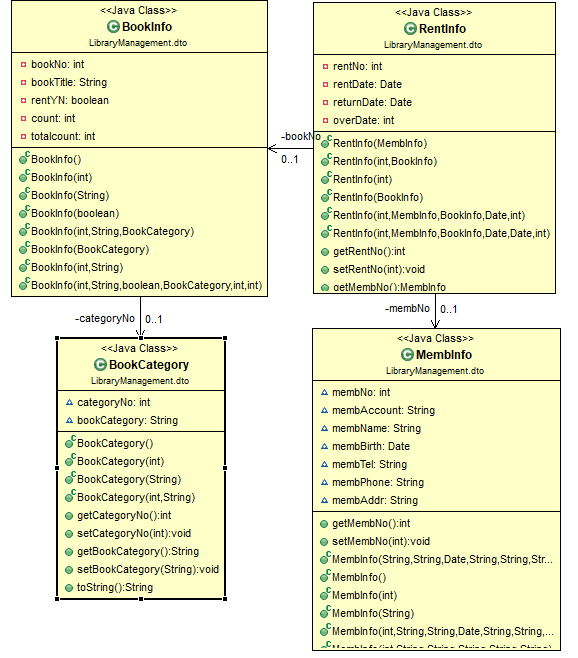 <<Java Class>>
BookInfo
LibraryManagement.dto
bookNo: int
bookTitle: String
rentYN: boolean
count: int
totalcount: int
BookInfo()
BookInfo(int)
BookInfo(String)
BookInfo(boolean)
BookInfo(int,String,BookCategory)
BookInfo(BookCategory)
BookInfo(int,String)
BookInfo(int,String,boolean,BookCategory,int,int)
-bookNo
0..1
<<Java Class>>
RentInfo
LibraryManagement.dto
rentNo: int
rentDate: Date
returnDate: Date
overDate: int
RentInfo(MembInfo)
RentInfo(int,BookInfo)
RentInfo(int)
RentInfo(BookInfo)
RentInfo(int,MembInfo,BookInfo,Date,int)
RentInfo(int,MembInfo,BookInfo,Date,Date,int)
getRentNo():int
setRentNo(int):void
getMembNo():MembInfo
-categoryNo
0..1
-membNo
0..1
<<Java Class>>
BookCategory
LibraryManagement.dto
categoryNo: int
bookCategory: String
BookCategory()
BookCategory(int)
BookCategory(String)
BookCategory(int,String)
getCategoryNo():int
setCategoryNo(int):void
getBookCategory():String
setBookCategory(String):void
toString():String
<<Java Class>>
MembInfo
LibraryManagement.dto
membNo: int
membAccount: String
membName: String
membBirth: Date
membTel: String
membPhone: String
membAddr: String
getMembNo():int
setMembNo(int):void
MembInfo(String,String,Date,String,String,Str...
MembInfo()
MembInfo(int)
MembInfo(String)
MembInfo(int,String,String,Date,String,String,...
MembInfo(int,String,String,String,String,String)